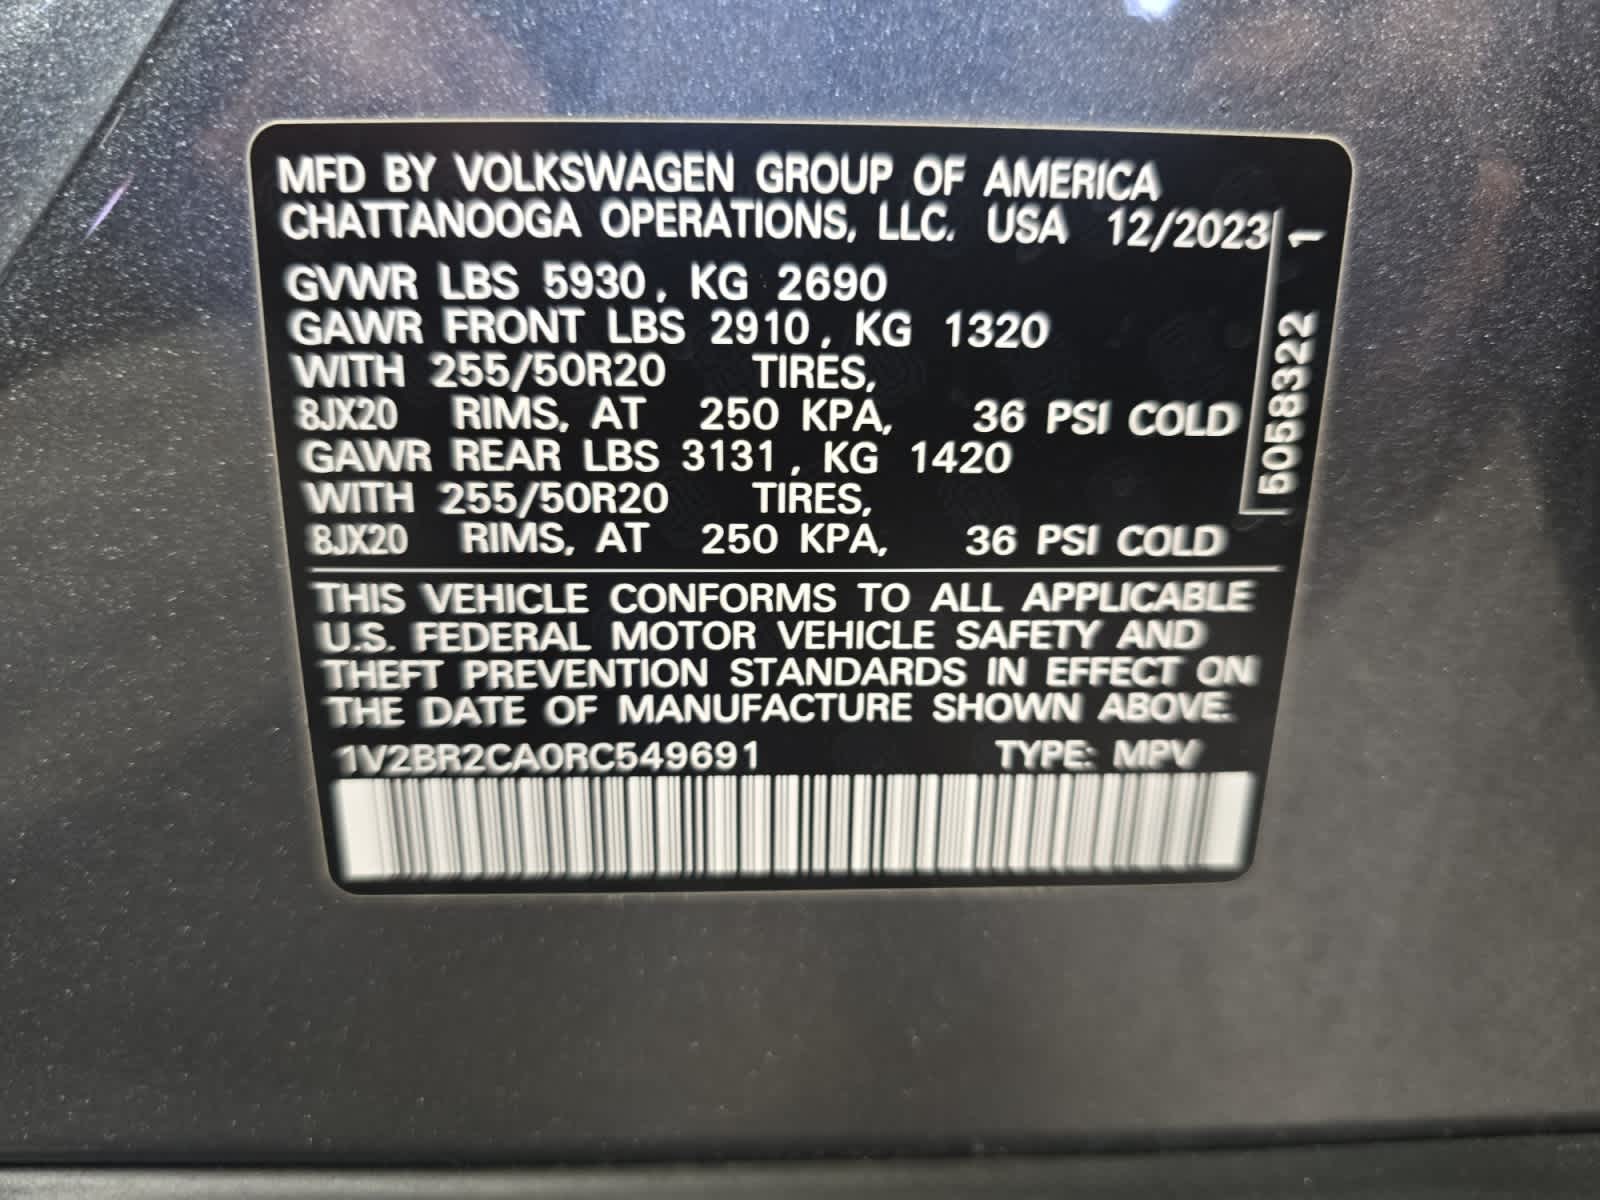 MFD BY VOLKSWAGEN GROUP OF AMERICA
CHATTANOOGA OPERATIONS, LLC. USA 12/2023
GVWR LBS 5930, KG 2690
GAWR FRONT LBS 2910, KG 1320
WITH 255/50R20 TIRES,
8JX20 RIMS, AT 250 KPA, 36 PSI COLD
GAWR REAR LBS 3131, KG 1420
WITH 255/50R20 TIRES,
8JX20 RIMS, AT 250 KPA, 36 PSI COLD
THIS VEHICLE CONFORMS TO ALL APPLICABLE
U.S. FEDERAL MOTOR VEHICLE SAFETY AND
THEFT PREVENTION STANDARDS IN EFFECT ON
THE DATE OF MANUFACTURE SHOWN ABOVE.
1V2BR2CA0RC549691 TYPE: MPV
5058322 1